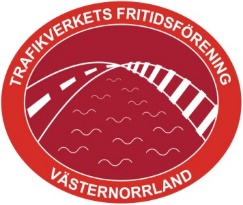 TRAFIKVERKETS FRITIDSFÖRENING
VÄSTERNORRLAND